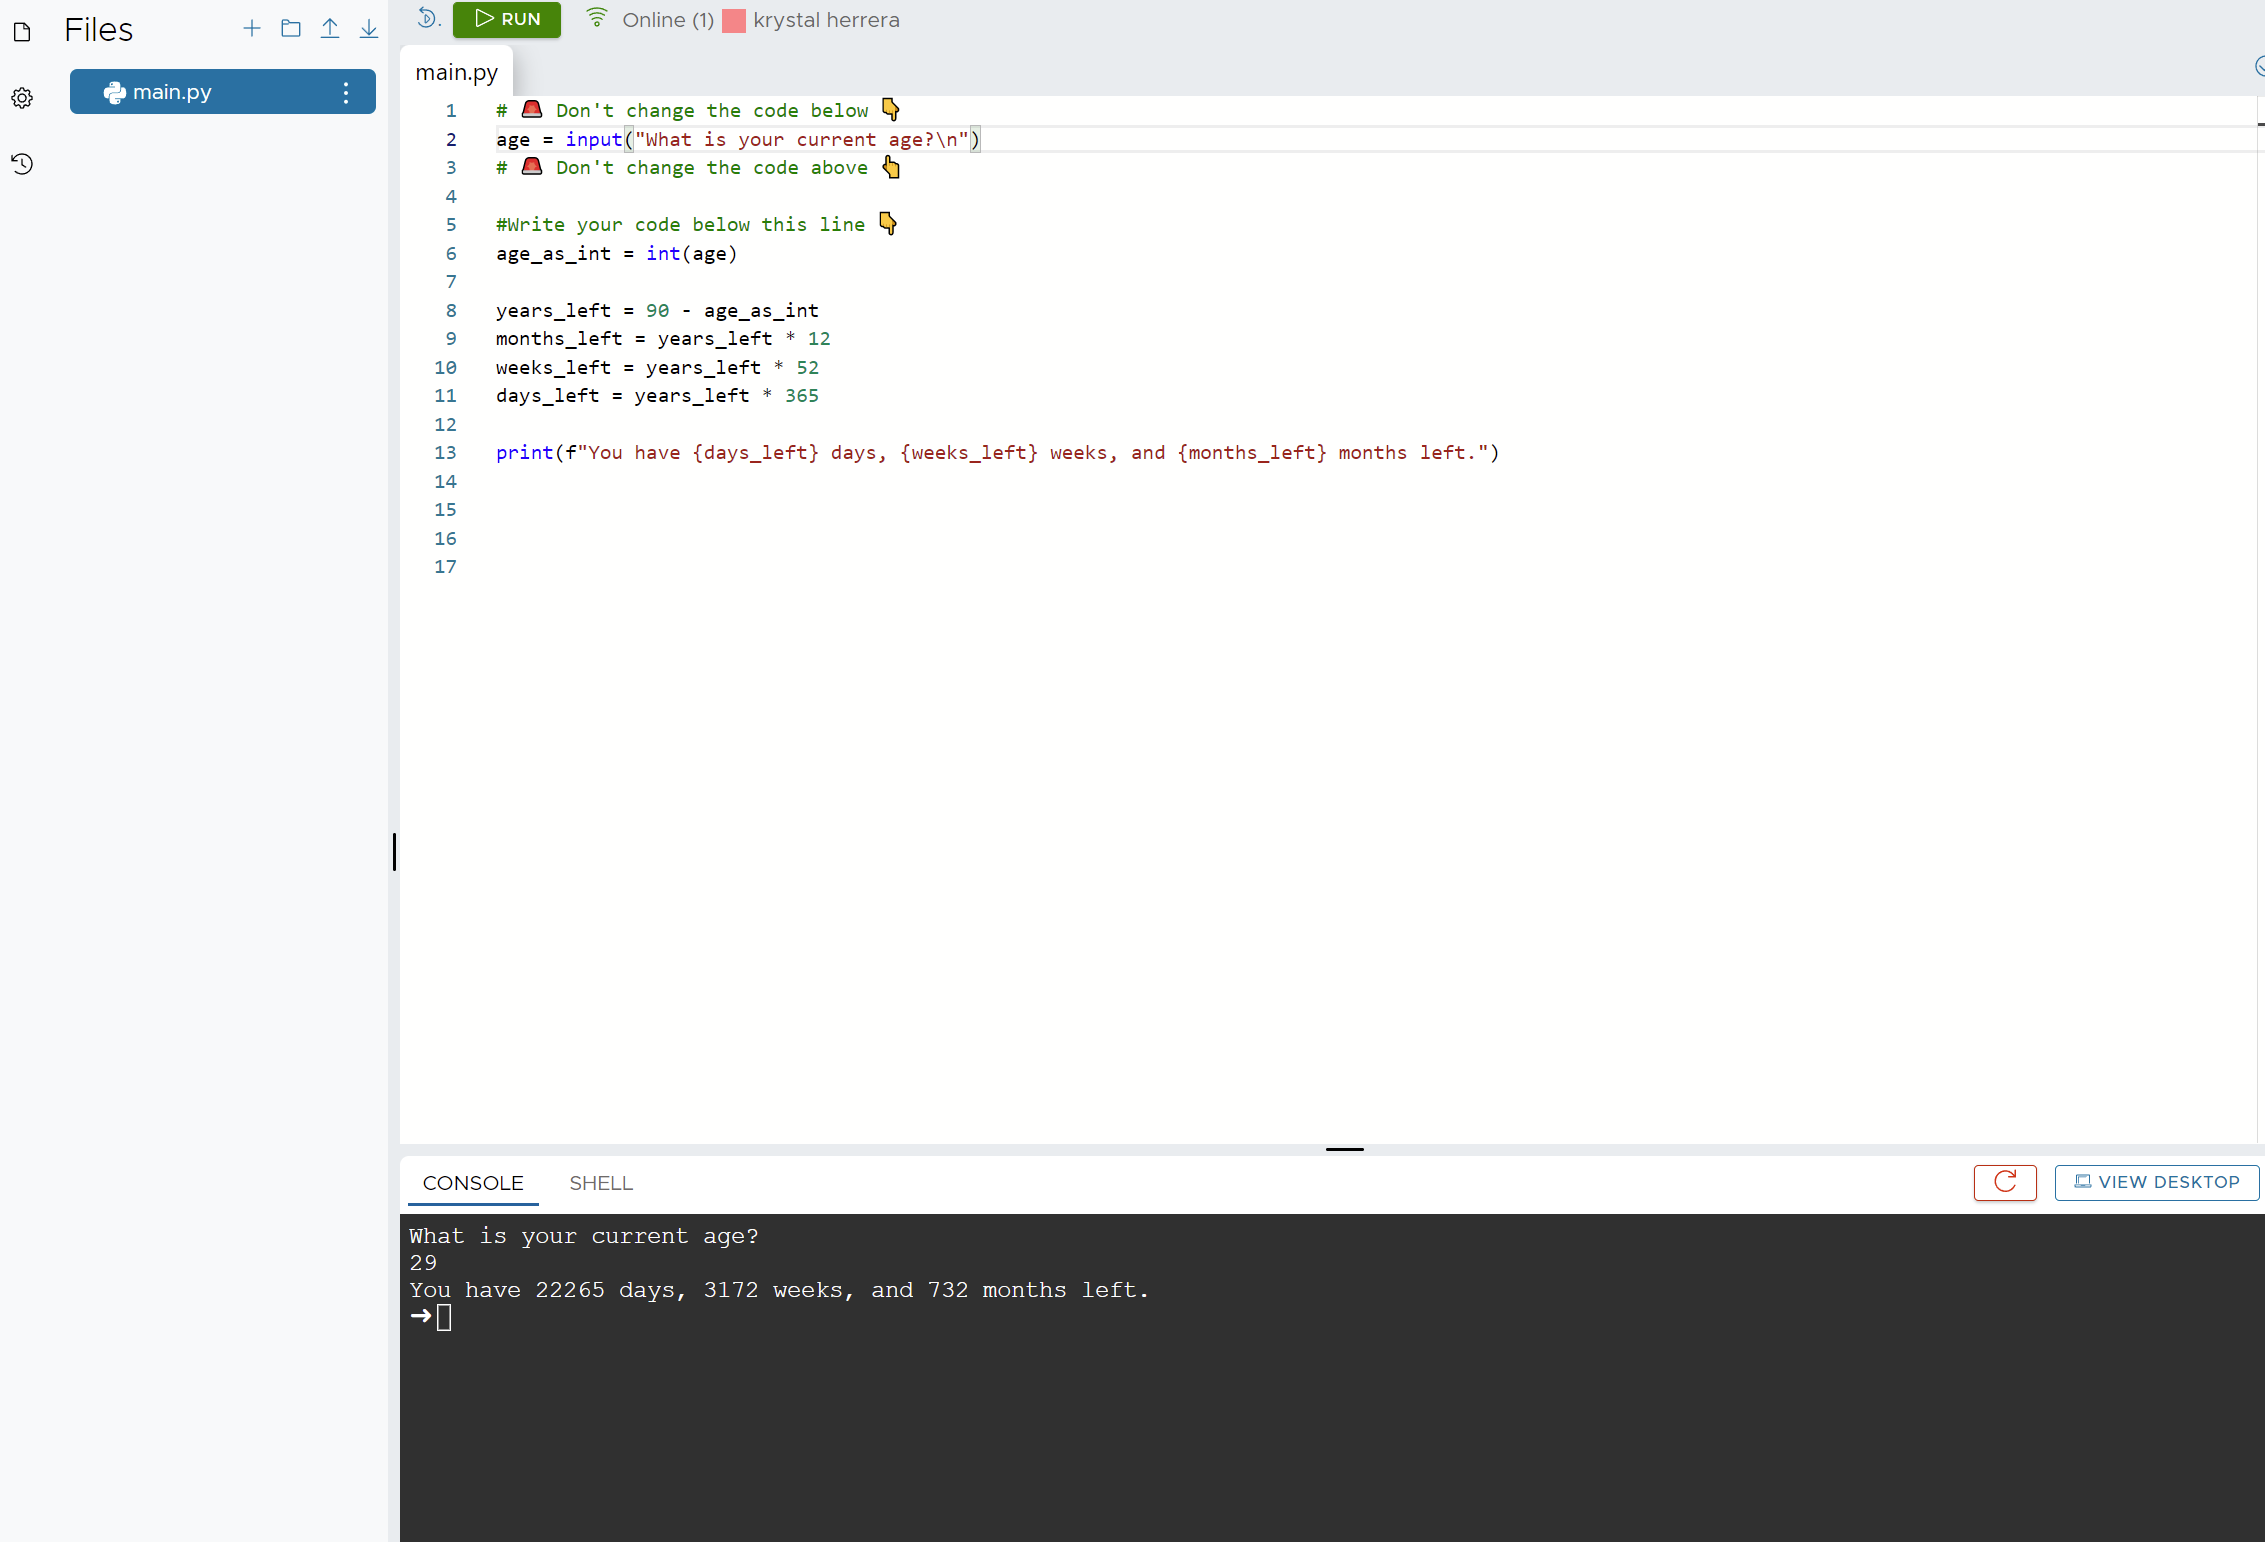 Files
main.py
RUN
Online (1) krystal herrera
main.py
1 # 🚨 Don't change the code below 👇
2 age = input("What is your current age?\n")
3 # 🚨 Don't change the code above 👆
4
5 #Write your code below this line 👇
6 age_as_int = int(age)
7
8 years_left = 90 - age_as_int
9 months_left = years_left * 12
10 weeks_left = years_left * 52
11 days_left = years_left * 365
12
13 print(f"You have {days_left} days, {weeks_left} weeks, and {months_left} months left.")
14
15
16
17
CONSOLE SHELL
VIEW DESKTOP
What is your current age?
29
You have 22265 days, 3172 weeks, and 732 months left.
➜